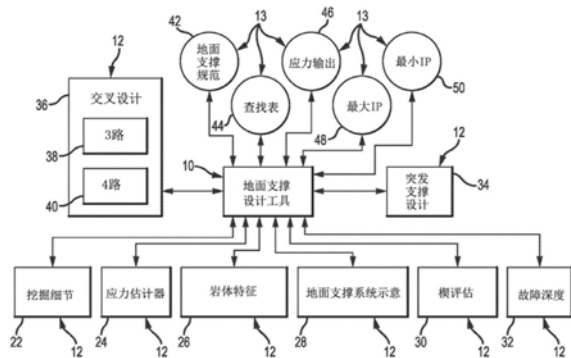 42
13
46
13
12
地面
支撑
规范
应力输出
最小IP
36
交叉设计
50
3路
44
查找表
48
最大IP
12
38
10
4路
地面支撑
设计工具
突发
支撑
设计
34
40
挖掘细节
应力估计器
岩体特征
地面支撑系统示意
楔评估
故障深度
22
12
24
12
26
12
28
12
30
12
32
12